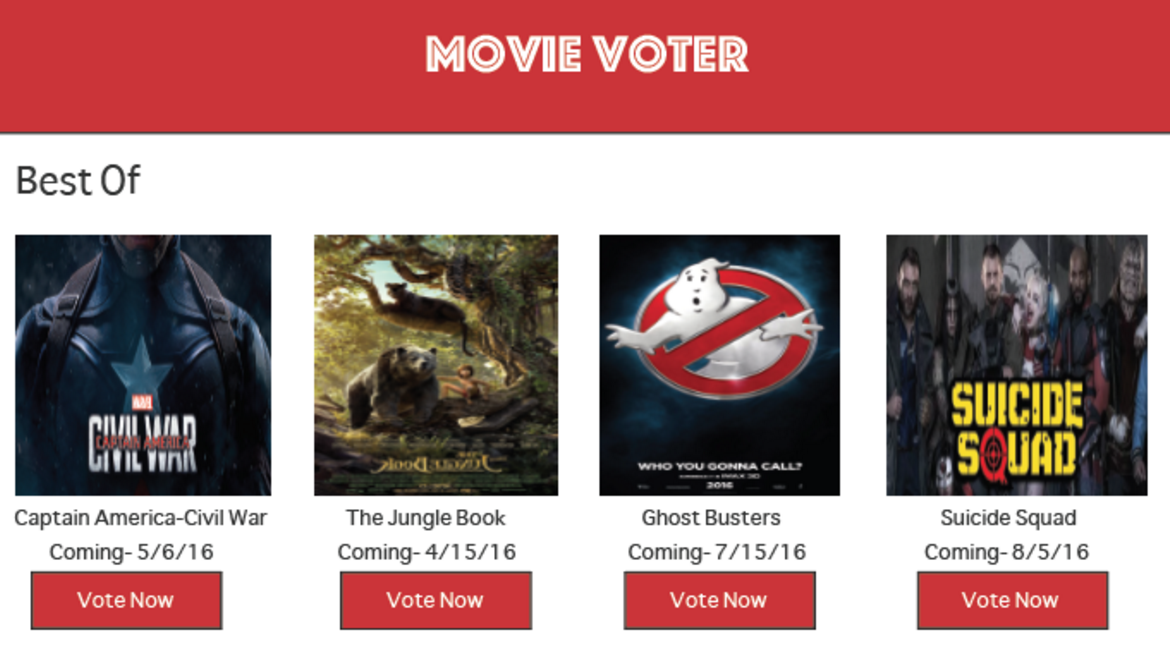 MOVIE VOTER
Best Of
MARVEL
CIVIL WAR
CAPTAIN AMERICA
THE
JUNGLE BOOK
WHO YOU GONNA CALL?
IMAX 3D
2016
SUICIDE
SQUAD
Captain America-Civil War
The Jungle Book
Ghost Busters
Suicide Squad
Coming- 5/6/16
Coming- 4/15/16
Coming- 7/15/16
Coming- 8/5/16
Vote Now
Vote Now
Vote Now
Vote Now